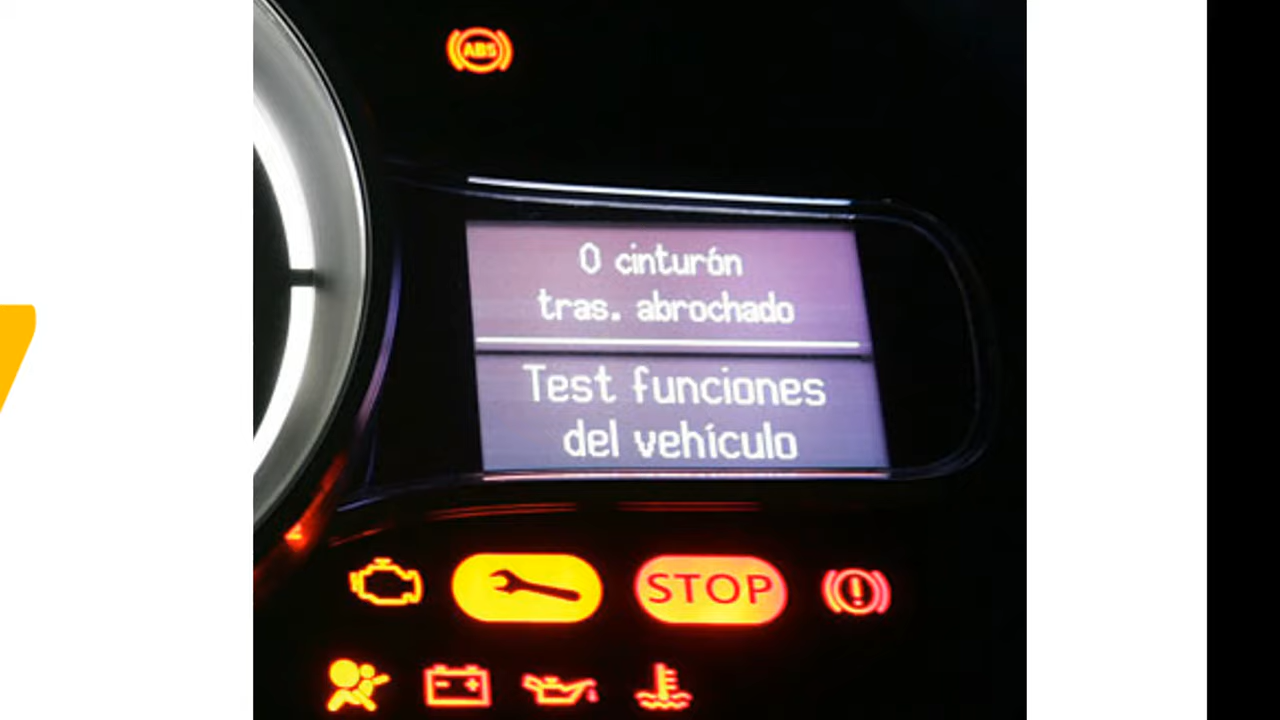 ABS
0 cinturón
tras. abrochado
Test funciones
del vehículo
STOP